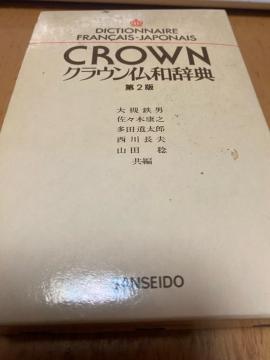 DICTIONNAIRE
FRANÇAIS-JAPONAIS
CROWN
クラウン仏和辞典
第2版
大槻鉄男
佐々木康之
多田道太郎
西川長夫
山田 稔
共編
SANSEIDO